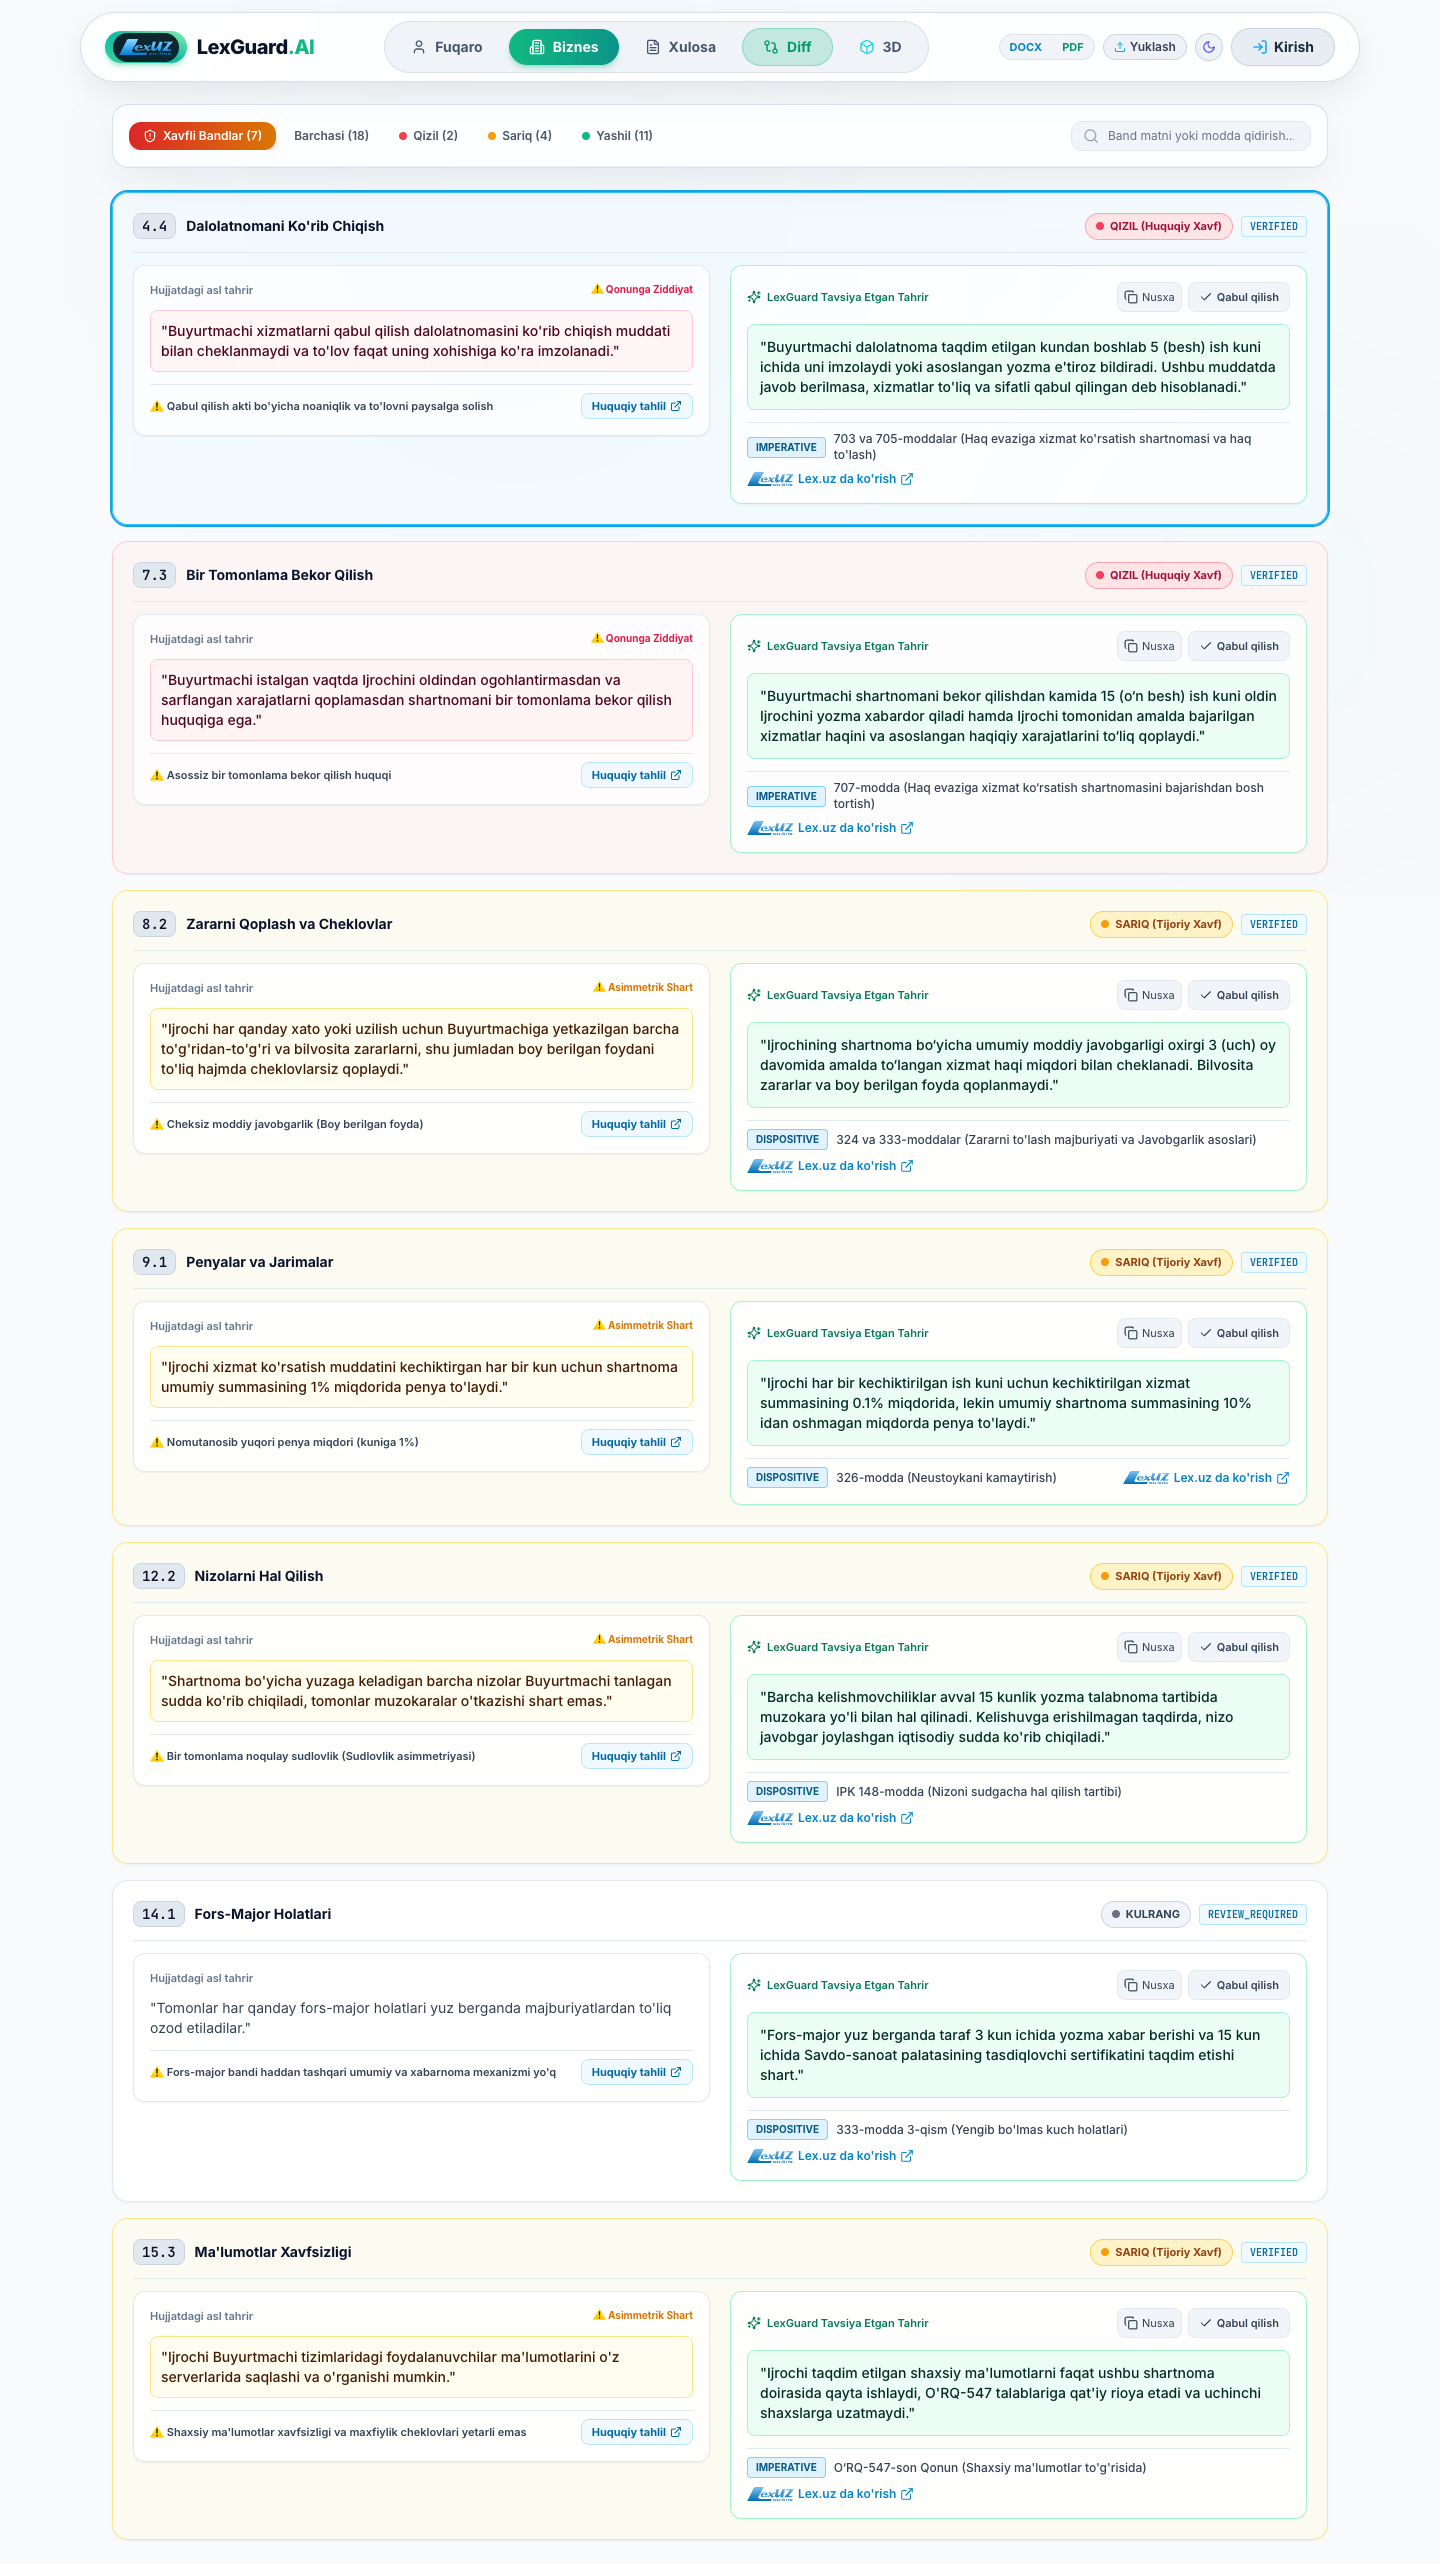 LexUZ LexGuard.AI
Fuqaro
Biznes
Xulosa
Diff
3D
DOCX PDF
Yuklash
Kirish
Xavfli Bandlar (7)
Barchasi (18)
Qizil (2)
Sariq (4)
Yashil (11)
Band matni yoki modda qidirish...
4.4 Dalolatnomani Ko'rib Chiqish
QIZIL (Huquqiy Xavf) VERIFIED
Hujjatdagi asl tahrir
Qonunga Ziddiyat
"Buyurtmachi xizmatlarni qabul qilish dalolatnomasini ko'rib chiqish muddati
bilan cheklanmaydi va to'lov faqat uning xohishiga ko'ra imzolanadi."
Qabul qilish akti bo'yicha noaniqlik va to'lovni paysalga solish
Huquqiy tahlil
LexGuard Tavsiya Etgan Tahrir
Nusxa
Qabul qilish
"Buyurtmachi dalolatnoma taqdim etilgan kundan boshlab 5 (besh) ish kuni
ichida uni imzolaydi yoki asoslangan yozma e'tiroz bildiradi. Ushbu muddatda
javob berilmasa, xizmatlar to'liq va sifatli qabul qilingan deb hisoblanadi."
IMPERATIVE 703 va 705-moddalar (Haq evaziga xizmat ko'rsatish shartnomasi va haq
to'lash)
LexUZ Lex.uz da ko'rish
7.3 Bir Tomonlama Bekor Qilish
QIZIL (Huquqiy Xavf) VERIFIED
Hujjatdagi asl tahrir
Qonunga Ziddiyat
"Buyurtmachi istalgan vaqtda Ijrochini oldindan ogohlantirmasdan va
sarflangan xarajatlarni qoplamasdan shartnomani bir tomonlama bekor qilish
huquqiga ega."
Asossiz bir tomonlama bekor qilish huquqi
Huquqiy tahlil
LexGuard Tavsiya Etgan Tahrir
Nusxa
Qabul qilish
"Buyurtmachi shartnomani bekor qilishdan kamida 15 (o‘n besh) ish kuni oldin
Ijrochini yozma xabardor qiladi hamda Ijrochi tomonidan amalda bajarilgan
xizmatlar haqini va asoslangan haqiqiy xarajatlarini to‘liq qoplaydi."
IMPERATIVE 707-modda (Haq evaziga xizmat ko‘rsatish shartnomasini bajarishdan bosh
tortish)
LexUZ Lex.uz da ko'rish
8.2 Zararni Qoplash va Cheklovlar
SARIQ (Tijoriy Xavf) VERIFIED
Hujjatdagi asl tahrir
Asimmetrik Shart
"Ijrochi har qanday xato yoki uzilish uchun Buyurtmachiga yetkazilgan barcha
to'g'ridan-to'g'ri va bilvosita zararlarni, shu jumladan boy berilgan foydani
to'liq hajmda cheklovlarsiz qoplaydi."
Cheksiz moddiy javobgarlik (Boy berilgan foyda)
Huquqiy tahlil
LexGuard Tavsiya Etgan Tahrir
Nusxa
Qabul qilish
"Ijrochining shartnoma bo‘yicha umumiy moddiy javobgarligi oxirgi 3 (uch) oy
davomida amalda to‘langan xizmat haqi miqdori bilan cheklanadi. Bilvosita
zararlar va boy berilgan foyda qoplanmaydi."
DISPOSITIVE 324 va 333-moddalar (Zararni to'lash majburiyati va Javobgarlik asoslari)
LexUZ Lex.uz da ko'rish
9.1 Penyalar va Jarimalar
SARIQ (Tijoriy Xavf) VERIFIED
Hujjatdagi asl tahrir
Asimmetrik Shart
"Ijrochi xizmat ko'rsatish muddatini kechiktirgan har bir kun uchun shartnoma
umumiy summasining 1% miqdorida penya to'laydi."
Nomutanosib yuqori penya miqdori (kuniga 1%)
Huquqiy tahlil
LexGuard Tavsiya Etgan Tahrir
Nusxa
Qabul qilish
"Ijrochi har bir kechiktirilgan ish kuni uchun kechiktirilgan xizmat
summasining 0.1% miqdorida, lekin umumiy shartnoma summasining 10%
idan oshmagan miqdorda penya to'laydi."
DISPOSITIVE 326-modda (Neustoykani kamaytirish)
LexUZ Lex.uz da ko'rish
12.2 Nizolarni Hal Qilish
SARIQ (Tijoriy Xavf) VERIFIED
Hujjatdagi asl tahrir
Asimmetrik Shart
"Shartnoma bo'yicha yuzaga keladigan barcha nizolar Buyurtmachi tanlagan
sudda ko'rib chiqiladi, tomonlar muzokaralar o'tkazishi shart emas."
Bir tomonlama noqulay sudlovlik (Sudlovlik asimmetriyasi)
Huquqiy tahlil
LexGuard Tavsiya Etgan Tahrir
Nusxa
Qabul qilish
"Barcha kelishmovchiliklar avval 15 kunlik yozma talabnoma tartibida
muzokara yo'li bilan hal qilinadi. Kelishuvga erishilmagan taqdirda, nizo
javobgar joylashgan iqtisodiy sudda ko'rib chiqiladi."
DISPOSITIVE IPK 148-modda (Nizoni sudgacha hal qilish tartibi)
LexUZ Lex.uz da ko'rish
14.1 Fors-Major Holatlari
KULRANG REVIEW_REQUIRED
Hujjatdagi asl tahrir
"Tomonlar har qanday fors-major holatlari yuz berganda majburiyatlardan to'liq
ozod etiladilar."
Fors-major bandi haddan tashqari umumiy va xabarnoma mexanizmi yo'q
Huquqiy tahlil
LexGuard Tavsiya Etgan Tahrir
Nusxa
Qabul qilish
"Fors-major yuz berganda taraf 3 kun ichida yozma xabar berishi va 15 kun
ichida Savdo-sanoat palatasining tasdiqlovchi sertifikatini taqdim etishi
shart."
DISPOSITIVE 333-modda 3-qism (Yengib bo'lmas kuch holatlari)
LexUZ Lex.uz da ko'rish
15.3 Ma'lumotlar Xavfsizligi
SARIQ (Tijoriy Xavf) VERIFIED
Hujjatdagi asl tahrir
Asimmetrik Shart
"Ijrochi Buyurtmachi tizimlaridagi foydalanuvchilar ma'lumotlarini o'z
serverlarida saqlashi va o'rganishi mumkin."
Shaxsiy ma'lumotlar xavfsizligi va maxfiylik cheklovlari yetarli emas
Huquqiy tahlil
LexGuard Tavsiya Etgan Tahrir
Nusxa
Qabul qilish
"Ijrochi taqdim etilgan shaxsiy ma'lumotlarni faqat ushbu shartnoma
doirasida qayta ishlaydi, O'RQ-547 talablariga qat'iy rioya etadi va uchinchi
shaxslarga uzatmaydi."
IMPERATIVE O‘RQ-547-son Qonun (Shaxsiy ma'lumotlar to'g'risida)
LexUZ Lex.uz da ko'rish